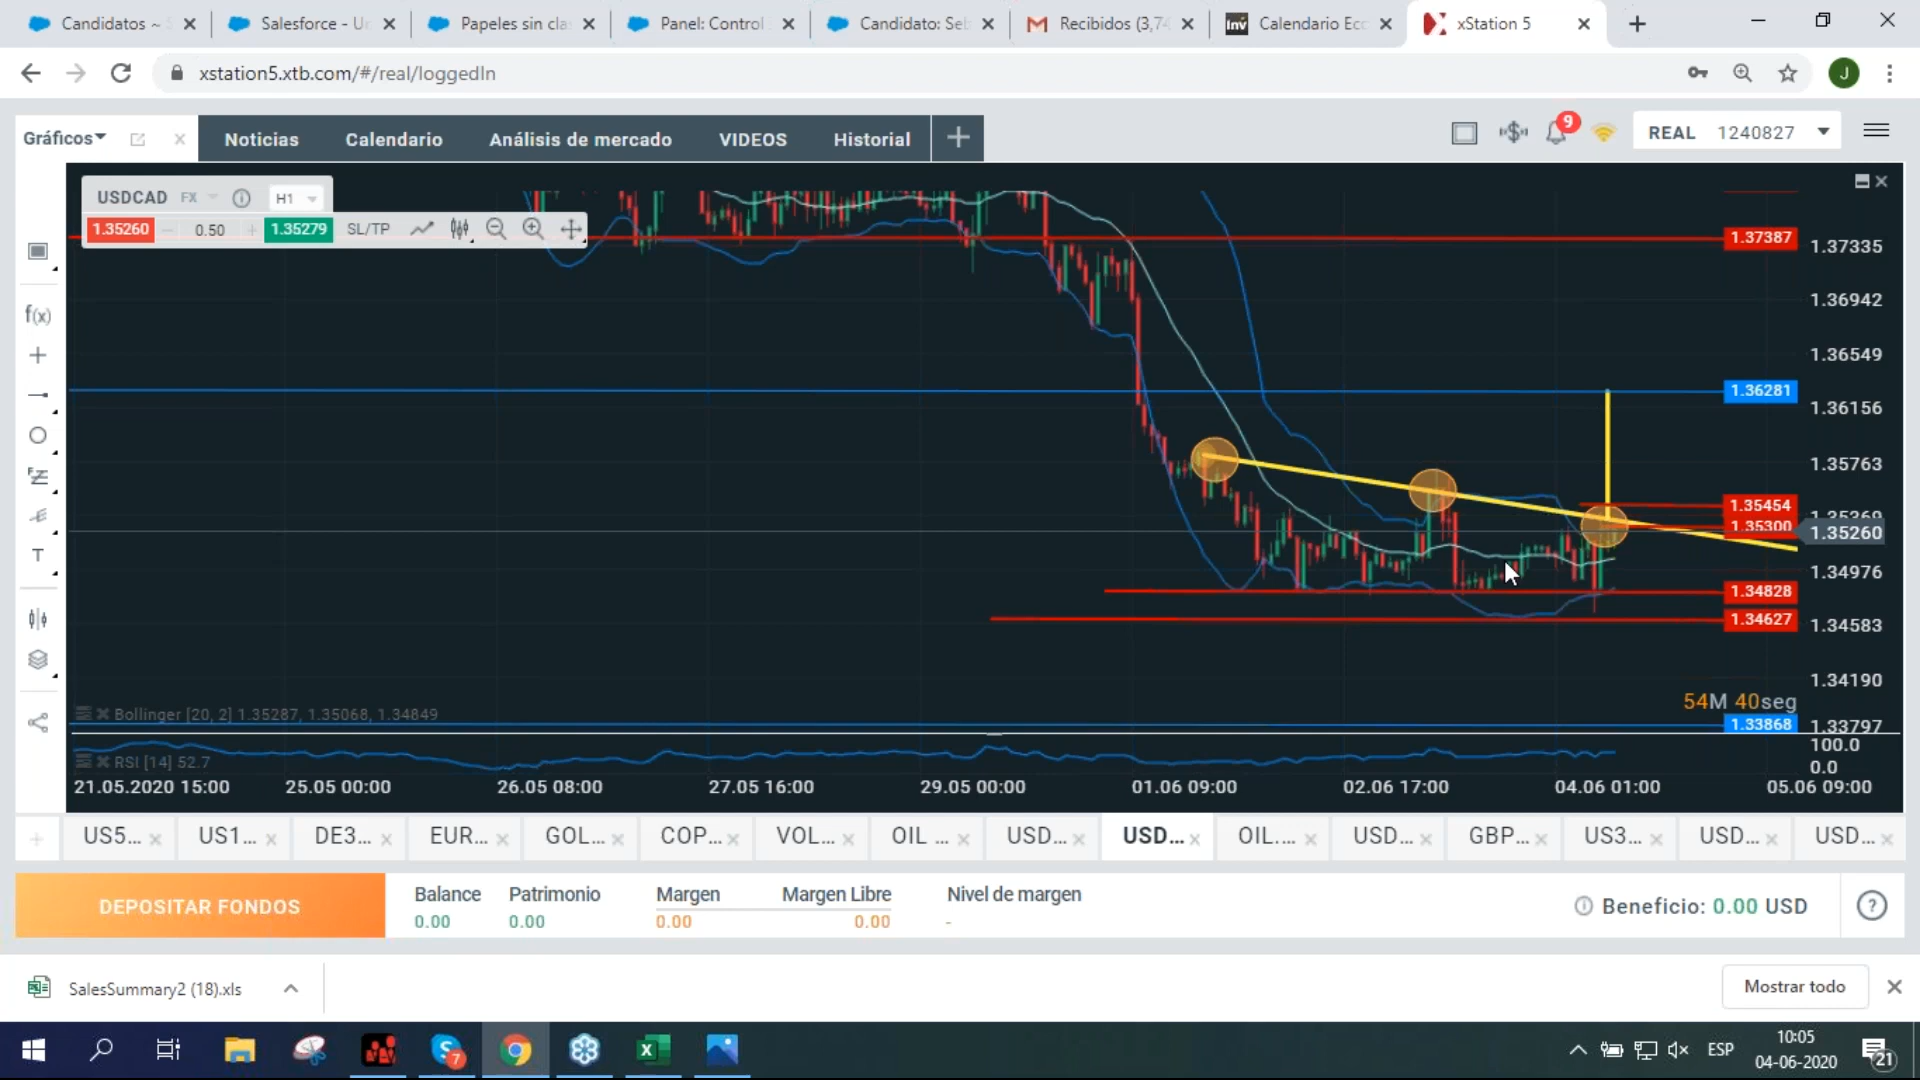 Candidatos ~
Salesforce - Ur
Papeles sin cla
Panel: Control
Candidato: Seb
Recibidos (3,74
Inv
Calendario Eco
xStation 5
xstation5.xtb.com/#/real/loggedIn
J
Gráficos
Noticias
Calendario
Análisis de mercado
VIDEOS
Historial
9
REAL 1240827
USDCAD FX H1
1.35260 0.50 1.35279 SL/TP
f(x)
T
1.37387
1.37335
1.36942
1.36549
1.36281
1.36156
1.35763
1.35454
1.35300
1.35260
1.34976
1.34828
1.34627
1.34583
1.34190
54M 40seg
Bollinger [20, 2] 1.35287, 1.35068, 1.34849
1.33868
1.33797
100.0
RSI [14] 52.7
0.0
21.05.2020 15:00
25.05 00:00
26.05 08:00
27.05 16:00
29.05 00:00
01.06 09:00
02.06 17:00
04.06 01:00
05.06 09:00
US5...
US1...
DE3...
EUR...
GOL...
COP...
VOL...
OIL ...
USD...
USD...
OIL....
USD...
GBP...
US3...
USD...
USD...
DEPOSITAR FONDOS
Balance Patrimonio Margen Margen Libre Nivel de margen
0.00 0.00 0.00 0.00 -
Beneficio: 0.00 USD
?
SalesSummary2 (18).xls
Mostrar todo
7
ESP
10:05
04-06-2020
21